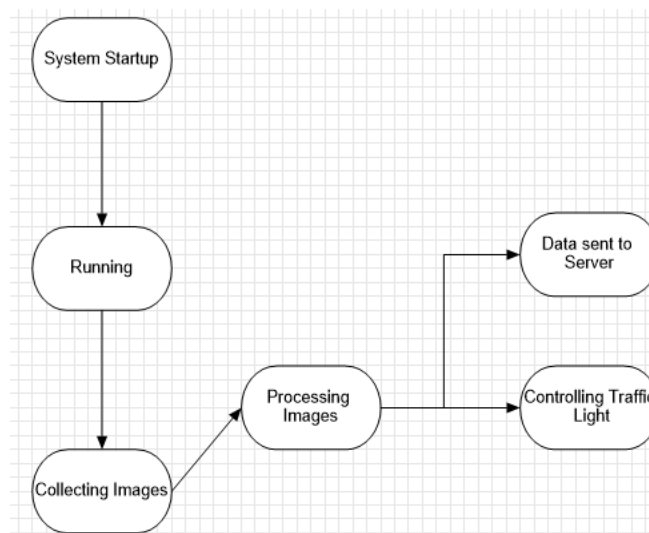 System Startup
Running
Collecting Images
Processing
Images
Data sent to
Server
Controlling Traffic
Light